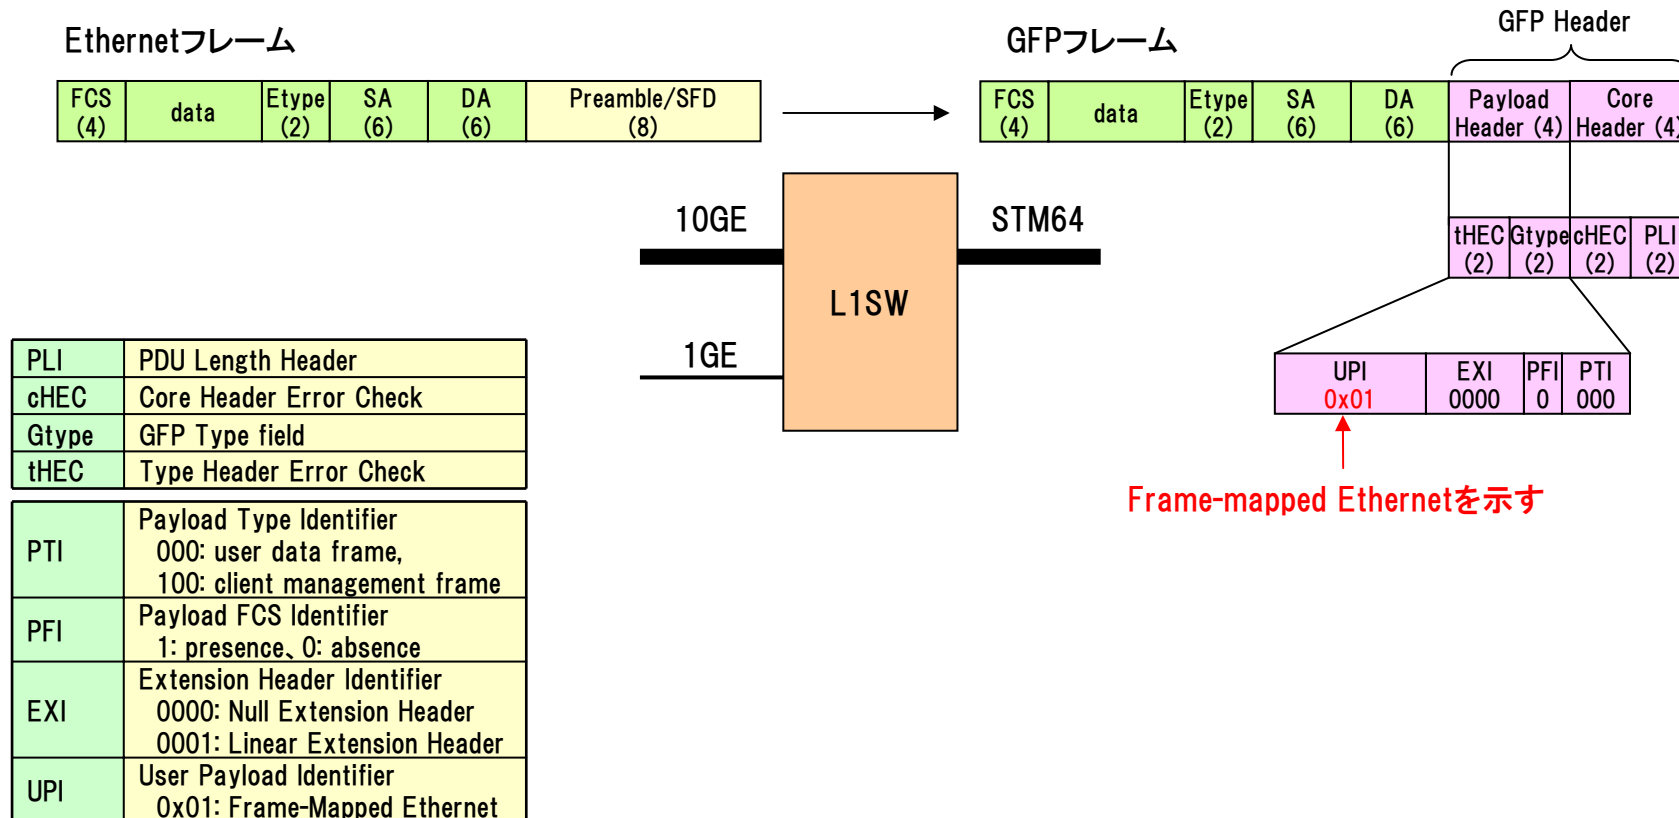 Ethernetフレーム
FCS
(4)
data
Etype
(2)
SA
(6)
DA
(6)
Preamble/SFD
(8)
GFPフレーム
GFP Header
FCS
(4)
data
Etype
(2)
SA
(6)
DA
(6)
Payload
Header (4)
Core
Header (4)
tHEC
(2)
Gtype
(2)
cHEC
(2)
PLI
(2)
UPI
0x01
EXI
0000
PFI
0
PTI
000
Frame-mapped Ethernetを示す
10GE
1GE
L1SW
STM64
PLI PDU Length Header
cHEC Core Header Error Check
Gtype GFP Type field
tHEC Type Header Error Check
PTI
Payload Type Identifier
000: user data frame,
100: client management frame
PFI
Payload FCS Identifier
1: presence、0: absence
EXI
Extension Header Identifier
0000: Null Extension Header
0001: Linear Extension Header
UPI
User Payload Identifier
0x01: Frame-Mapped Ethernet